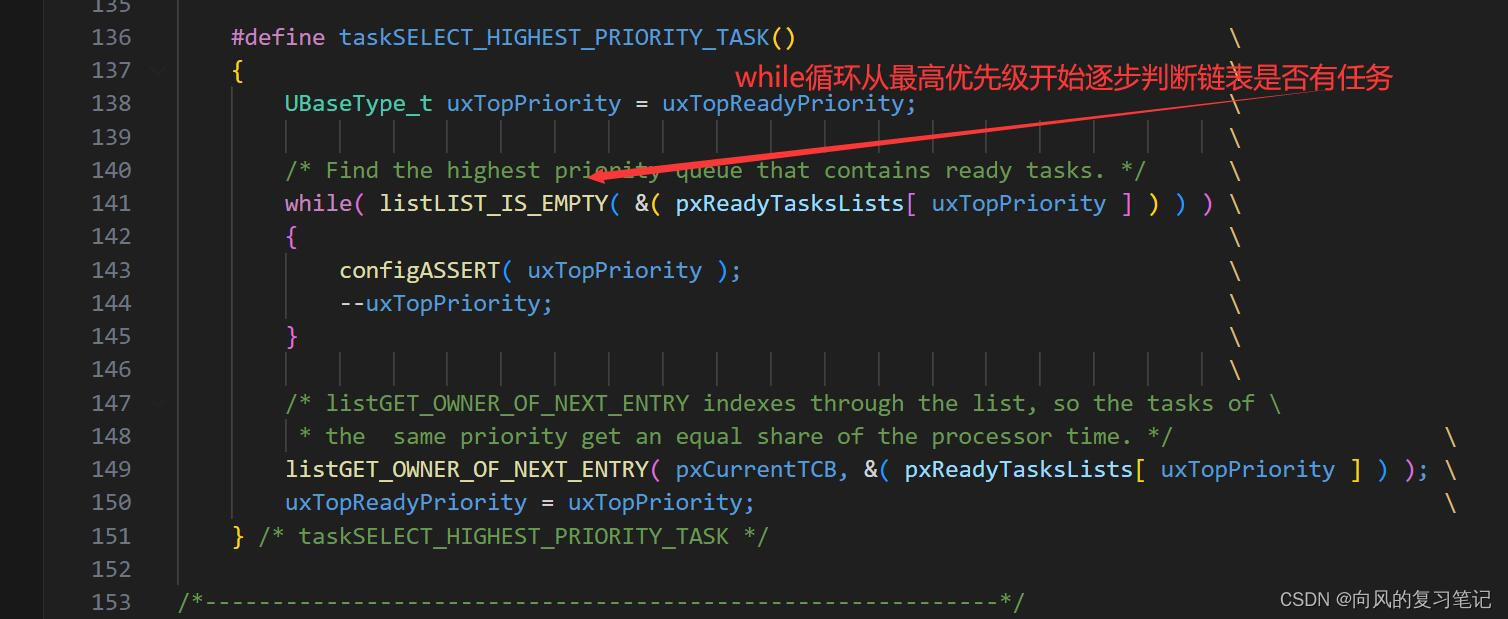 135
136 #define taskSELECT_HIGHEST_PRIORITY_TASK() \
137 { \
while循环从最高优先级开始逐步判断链表是否有任务
138 UBaseType_t uxTopPriority = uxTopReadyPriority; \
139 \
140 /* Find the highest priority queue that contains ready tasks. */ \
141 while( listLIST_IS_EMPTY( &( pxReadyTasksLists[ uxTopPriority ] ) ) ) \
142 { \
143 configASSERT( uxTopPriority ); \
144 --uxTopPriority; \
145 } \
146 \
147 /* listGET_OWNER_OF_NEXT_ENTRY indexes through the list, so the tasks of \
148 * the  same priority get an equal share of the processor time. */ \
149 listGET_OWNER_OF_NEXT_ENTRY( pxCurrentTCB, &( pxReadyTasksLists[ uxTopPriority ] ) ); \
150 uxTopReadyPriority = uxTopPriority; \
151 } /* taskSELECT_HIGHEST_PRIORITY_TASK */
152
153 /*-----------------------------------------------------------*/
CSDN @向风的复习笔记